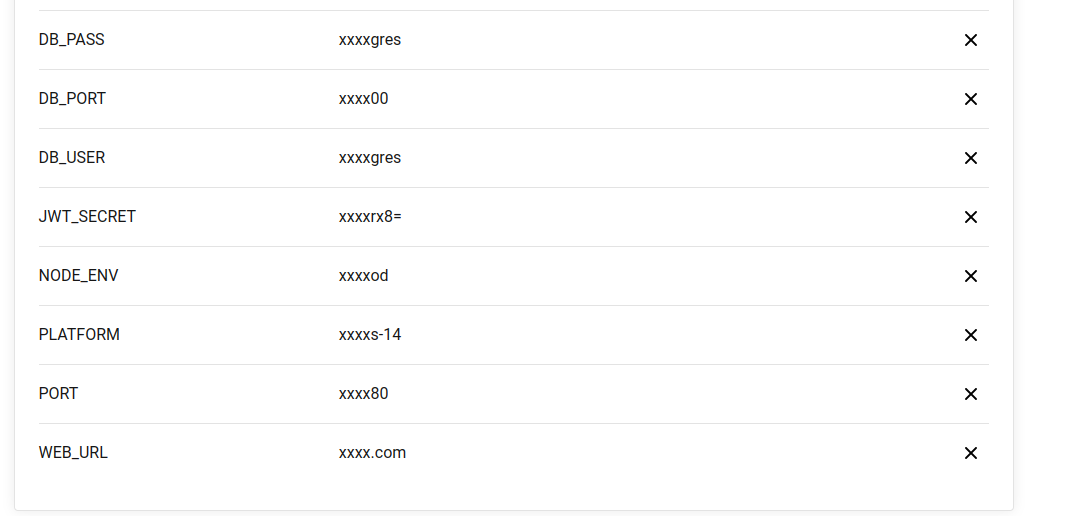 DB_PASS xxxxgres
DB_PORT xxxx00
DB_USER xxxxgres
JWT_SECRET xxxxrx8=
NODE_ENV xxxxod
PLATFORM xxxxs-14
PORT xxxx80
WEB_URL xxxx.com